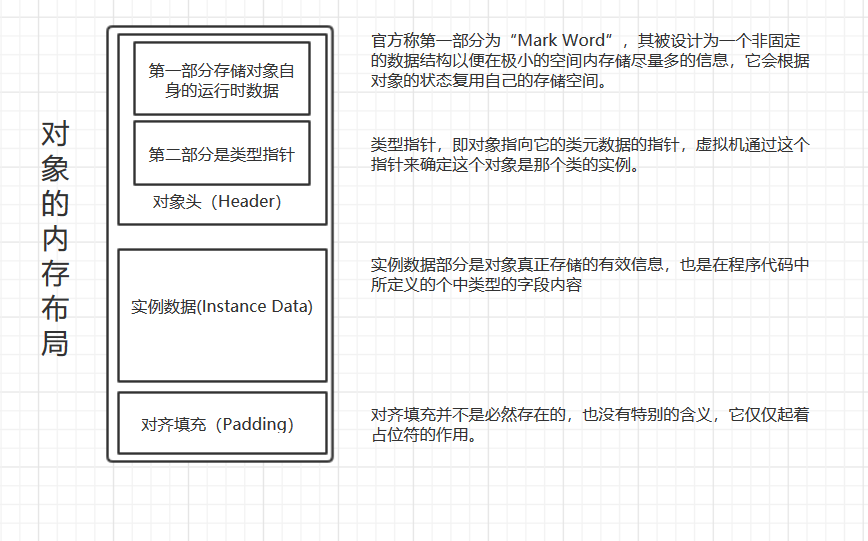 对象的内存布局
第一部分存储对象自
身的运行时数据
第二部分是类型指针
对象头（Header）
实例数据(Instance Data)
对齐填充（Padding）
官方称第一部分为“Mark Word“，其被设计为一个非固定
的数据结构以便在极小的空间内存储尽量多的信息，它会根据
对象的状态复用自己的存储空间。
类型指针，即对象指向它的类元数据的指针，虚拟机通过这个
指针来确定这个对象是那个类的实例。
实例数据部分是对象真正存储的有效信息，也是在程序代码中
所定义的个中类型的字段内容
对齐填充并不是必然存在的，也没有特别的含义，它仅仅起着
占位符的作用。